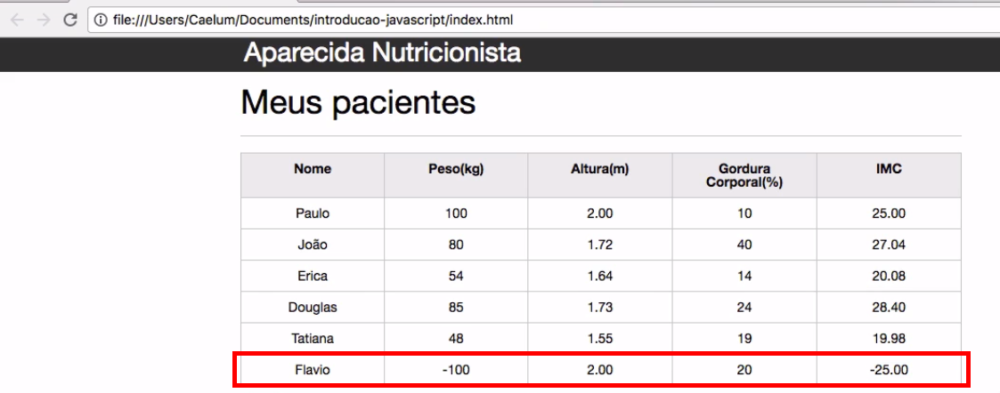 file:///Users/Caelum/Documents/introducao-javascript/index.html
Aparecida Nutricionista
Meus pacientes
Nome Peso(kg) Altura(m) Gordura Corporal(%) IMC
Paulo 100 2.00 10 25.00
João 80 1.72 40 27.04
Erica 54 1.64 14 20.08
Douglas 85 1.73 24 28.40
Tatiana 48 1.55 19 19.98
Flavio -100 2.00 20 -25.00